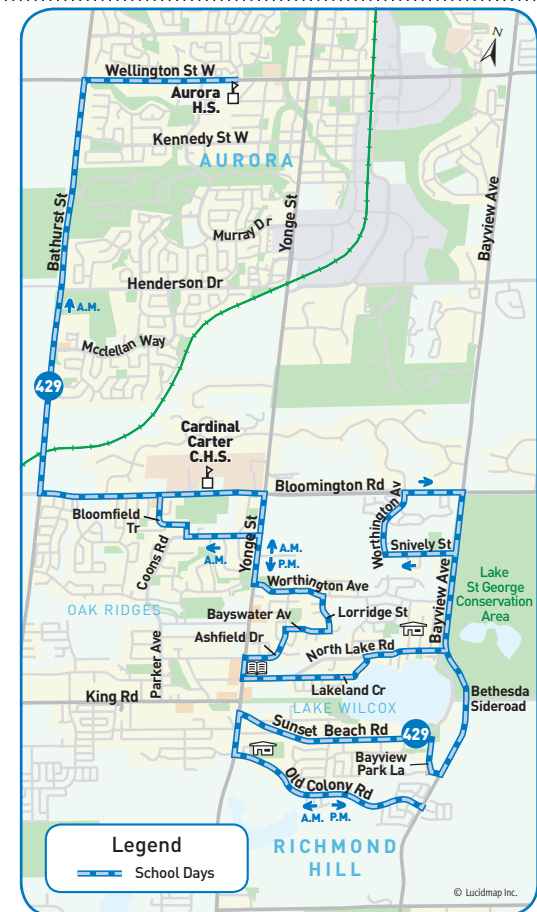 N
Wellington St W
Aurora
H.S.
Kennedy St W
AURORA
Bathurst St
Murray Dr
Yonge St
Bayview Ave
Henderson Dr
A.M.
Mcclellan Way
429
Cardinal
Carter
C.H.S.
Bloomington Rd
Bloomfield
Tr
Coons Rd
A.M.
Yonge St
A.M.
P.M.
Worthington Av
Snively St
Worthington Ave
Bayview Ave
Lake
St George
Conservation
Area
OAK RIDGES
Bayswater Av
Lorridge St
Ashfield Dr
North Lake Rd
Parker Ave
King Rd
Lakeland Cr
LAKE WILCOX
Bethesda
Sideroad
Sunset Beach Rd
429
Bayview
Park La
Old Colony Rd
A.M.
P.M.
RICHMOND
HILL
Legend
School Days
© Lucidmap Inc.